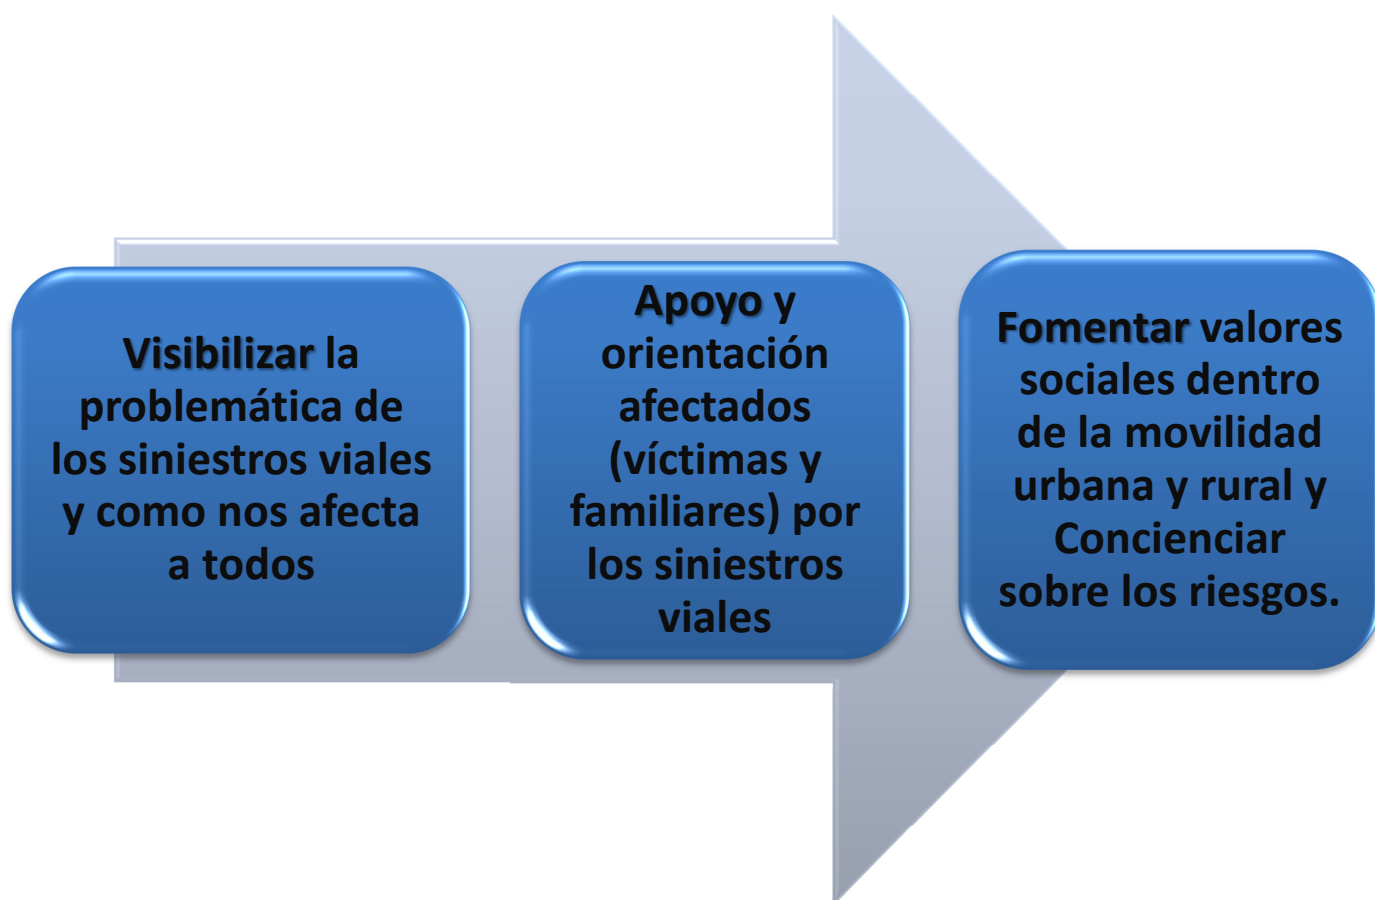 Visibilizar la
problemática de
los siniestros viales
y como nos afecta
a todos
Apoyo y
orientación
afectados
(víctimas y
familiares) por
los siniestros
viales
Fomentar valores
sociales dentro
de la movilidad
urbana y rural y
Concienciar
sobre los riesgos.